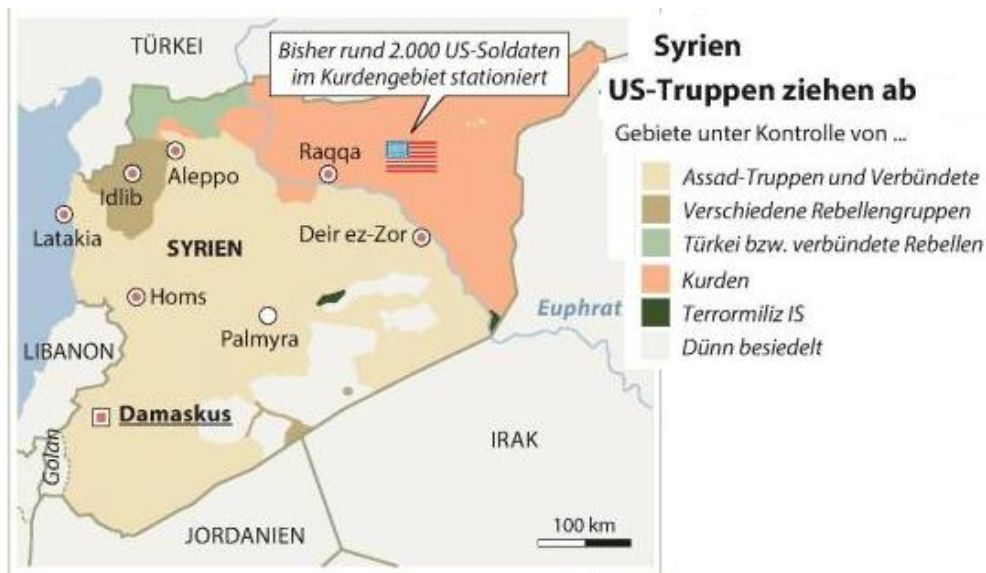 TÜRKEI
Bisher rund 2.000 US-Soldaten
im Kurdengebiet stationiert
Syrien
US-Truppen ziehen ab
Gebiete unter Kontrolle von ...
Assad-Truppen und Verbündete
Verschiedene Rebellengruppen
Türkei bzw. verbündete Rebellen
Kurden
Terrormiliz IS
Dünn besiedelt
Raqqa
Aleppo
Idlib
Latakia
SYRIEN
Deir ez-Zor
Homs
Palmyra
Euphrat
LIBANON
Damaskus
Golan
IRAK
JORDANIEN
100 km